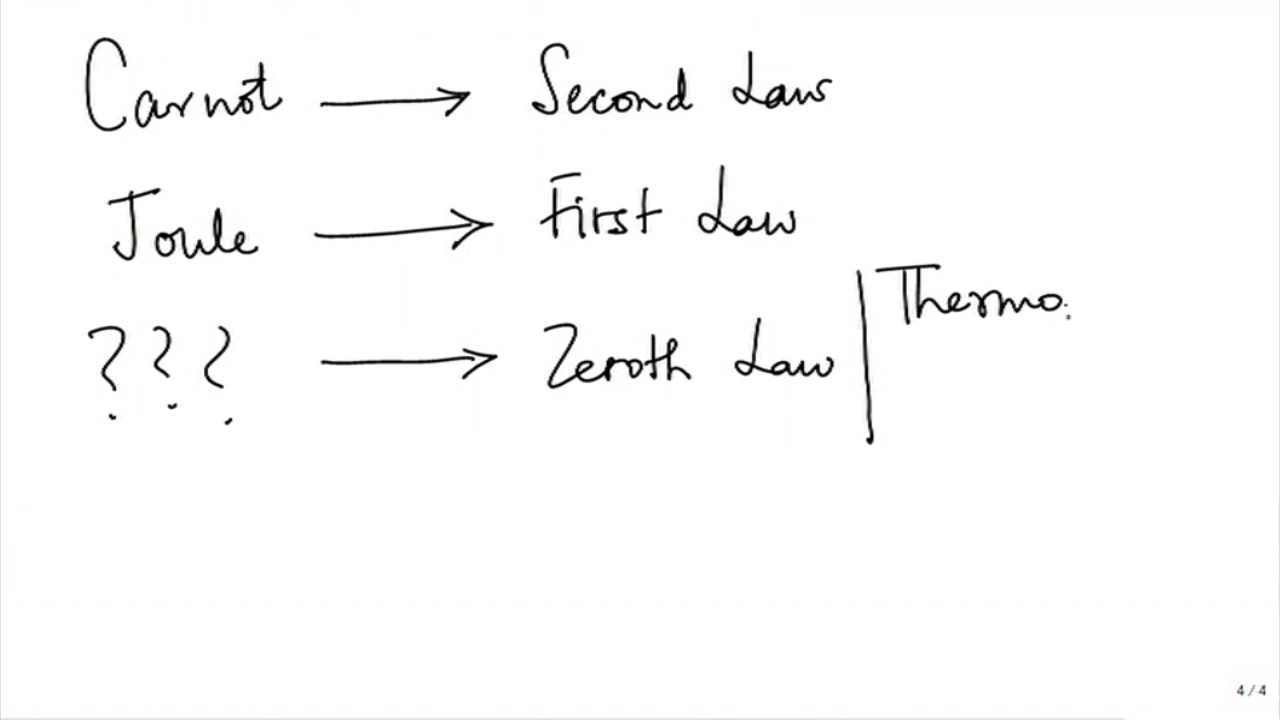 Carnot → Second Law
Joule → First Law
Thermo.
??? → Zeroth Law
4/4